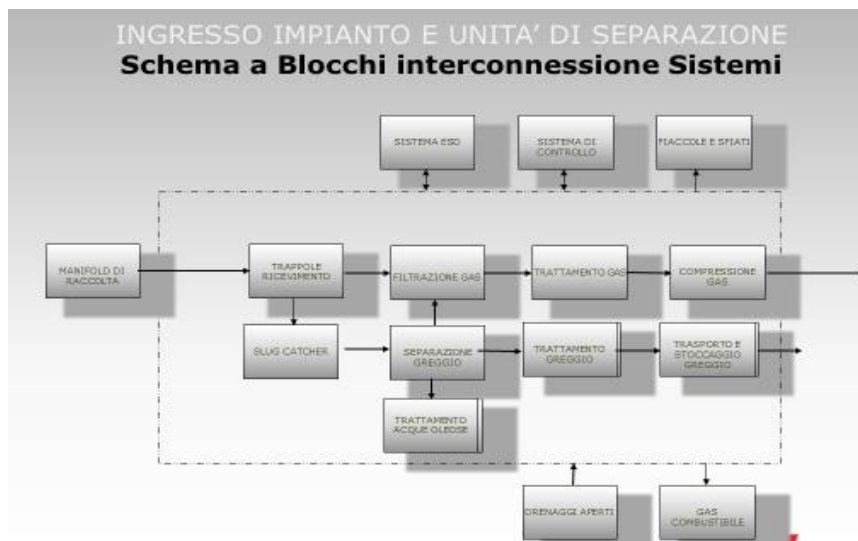 INGRESSO IMPIANTO E UNITA' DI SEPARAZIONE
Schema a Blocchi interconnessione Sistemi
SISTEMA ESD
SISTEMA DI
CONTROLLO
FIACCOLE E SFIATI
MANIFOLD DI
RACCOLTA
TRAPPOLE
RICEVIMENTO
FILTRAZIONE GAS
TRATTAMENTO GAS
COMPRESSIONE
GAS
SLUG CATCHER
SEPARAZIONE
GREGGIO
TRATTAMENTO
GREGGIO
TRASPORTO E
STOCCAGGIO
GREGGIO
TRATTAMENTO
ACQUE OLEOSE
DRENAGGI APERTI
GAS
COMBUSTIBILE